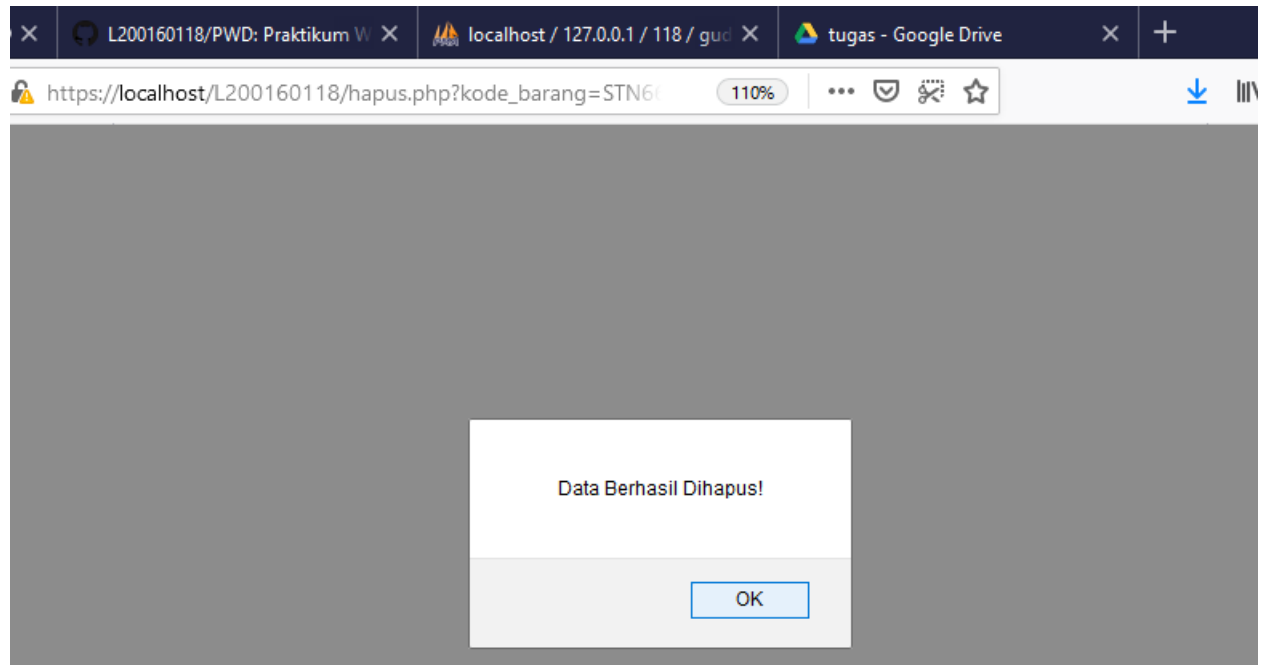 L200160118/PWD: Praktikum W
localhost / 127.0.0.1 / 118 / gud
tugas - Google Drive
https://localhost/L200160118/hapus.php?kode_barang=STN66
110%
Data Berhasil Dihapus!
OK